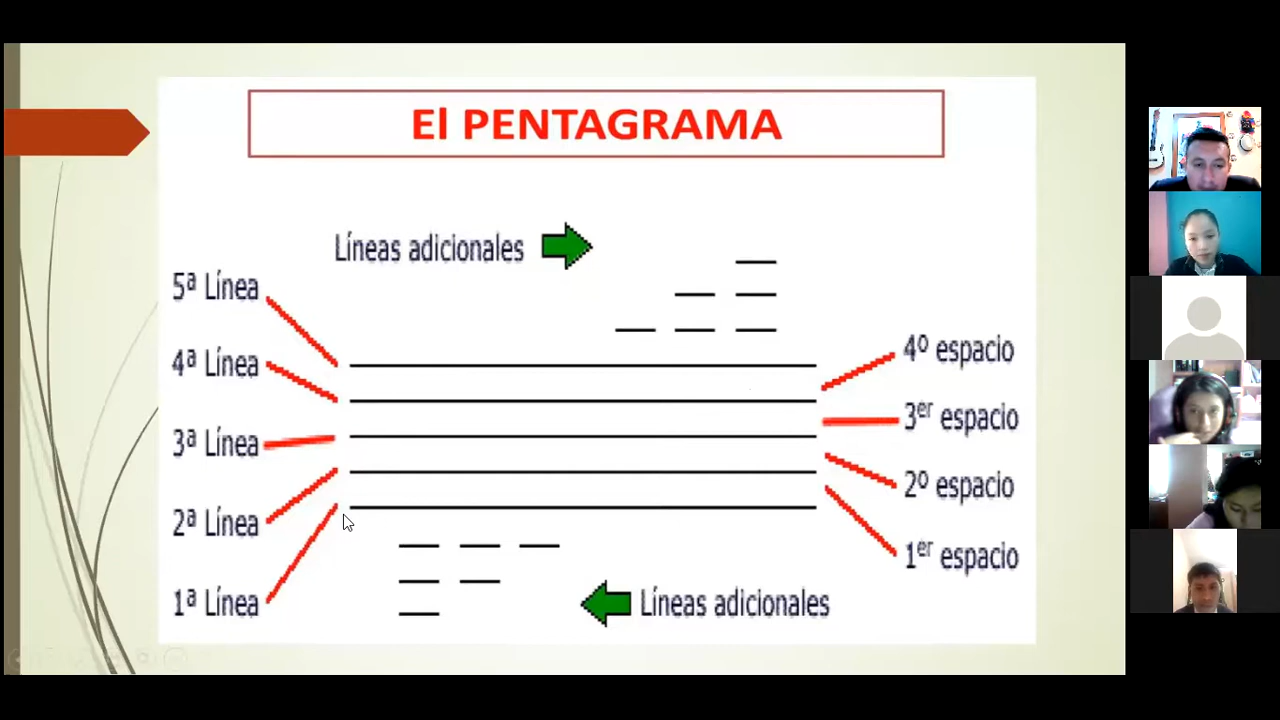 El PENTAGRAMA
Líneas adicionales
5ª Línea
4ª Línea
3ª Línea
2ª Línea
1ª Línea
4º espacio
3er espacio
2º espacio
1er espacio
Líneas adicionales